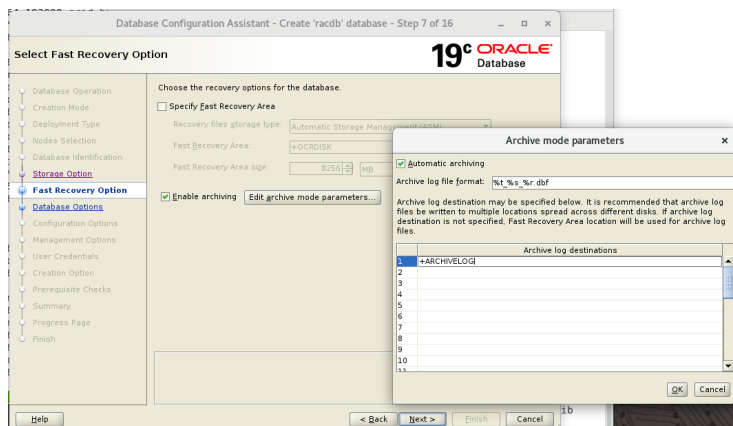 Database Configuration Assistant - Create 'racdb' database - Step 7 of 16
Select Fast Recovery Option
19c ORACLE
Database
Database Operation
Creation Mode
Deployment Type
Nodes Selection
Database Identification
Storage Option
Fast Recovery Option
Database Options
Configuration Options
Management Options
User Credentials
Creation Option
Prerequisite Checks
Summary
Progress Page
Finish
Choose the recovery options for the database.
Specify Fast Recovery Area
Recovery files storage type: Automatic Storage Management (ASM)
Fast Recovery Area: +OCRDISK
Fast Recovery Area size: 8256 MB
Enable archiving Edit archive mode parameters...
Archive mode parameters
Automatic archiving
Archive log file format: %t_%s_%r.dbf
Archive log destination may be specified below. It is recommended that archive log
files be written to multiple locations spread across different disks. If archive log
destination is not specified, Fast Recovery Area location will be used for archive log
files.
Archive log destinations
1 +ARCHIVELOG
2
3
4
5
6
7
8
9
10
11
OK Cancel
Help < Back Next > Finish Cancel
ib